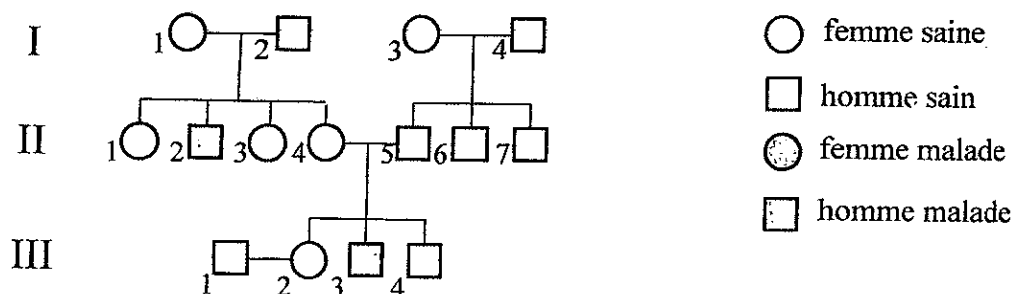 I 1 2 3 4
II 1 2 3 4 5 6 7
III 1 2 3 4
femme saine
homme sain
femme malade
homme malade